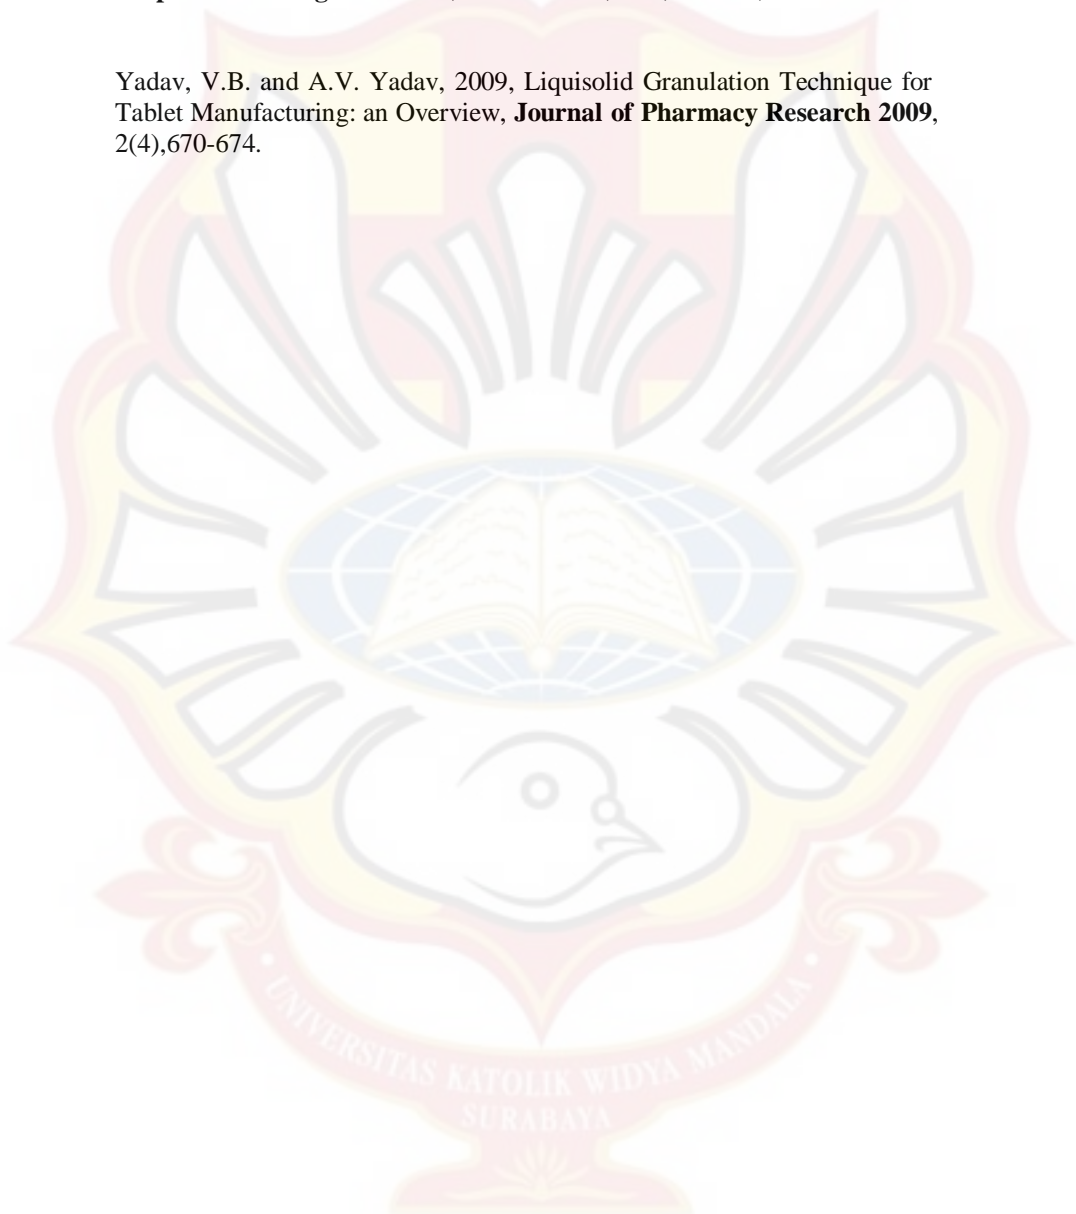 Yadav, V.B. and A.V. Yadav, 2009, Liquisolid Granulation Technique for
Tablet Manufacturing: an Overview, Journal of Pharmacy Research 2009,
2(4),670-674.
UNIVERSITAS KATOLIK WIDYA MANDALA
SURABAYA